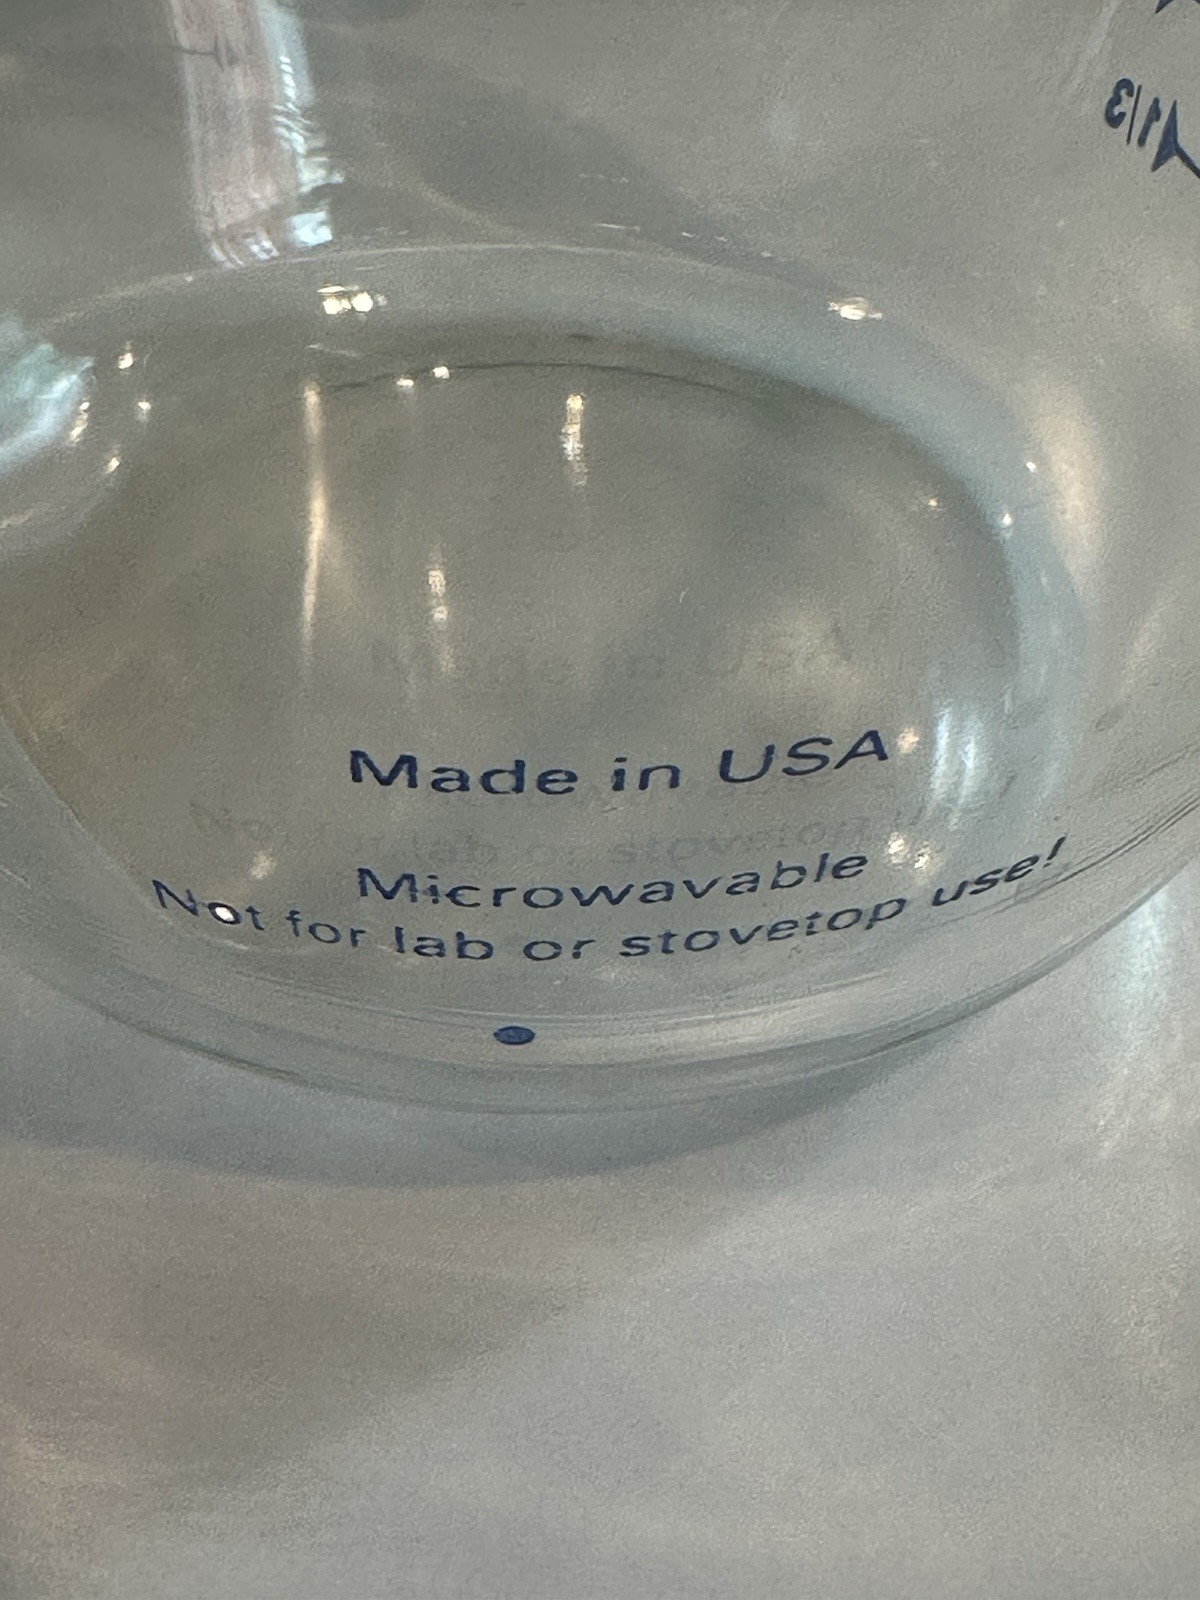 1/3
Made in USA
Microwavable
Not for lab or stovetop use!